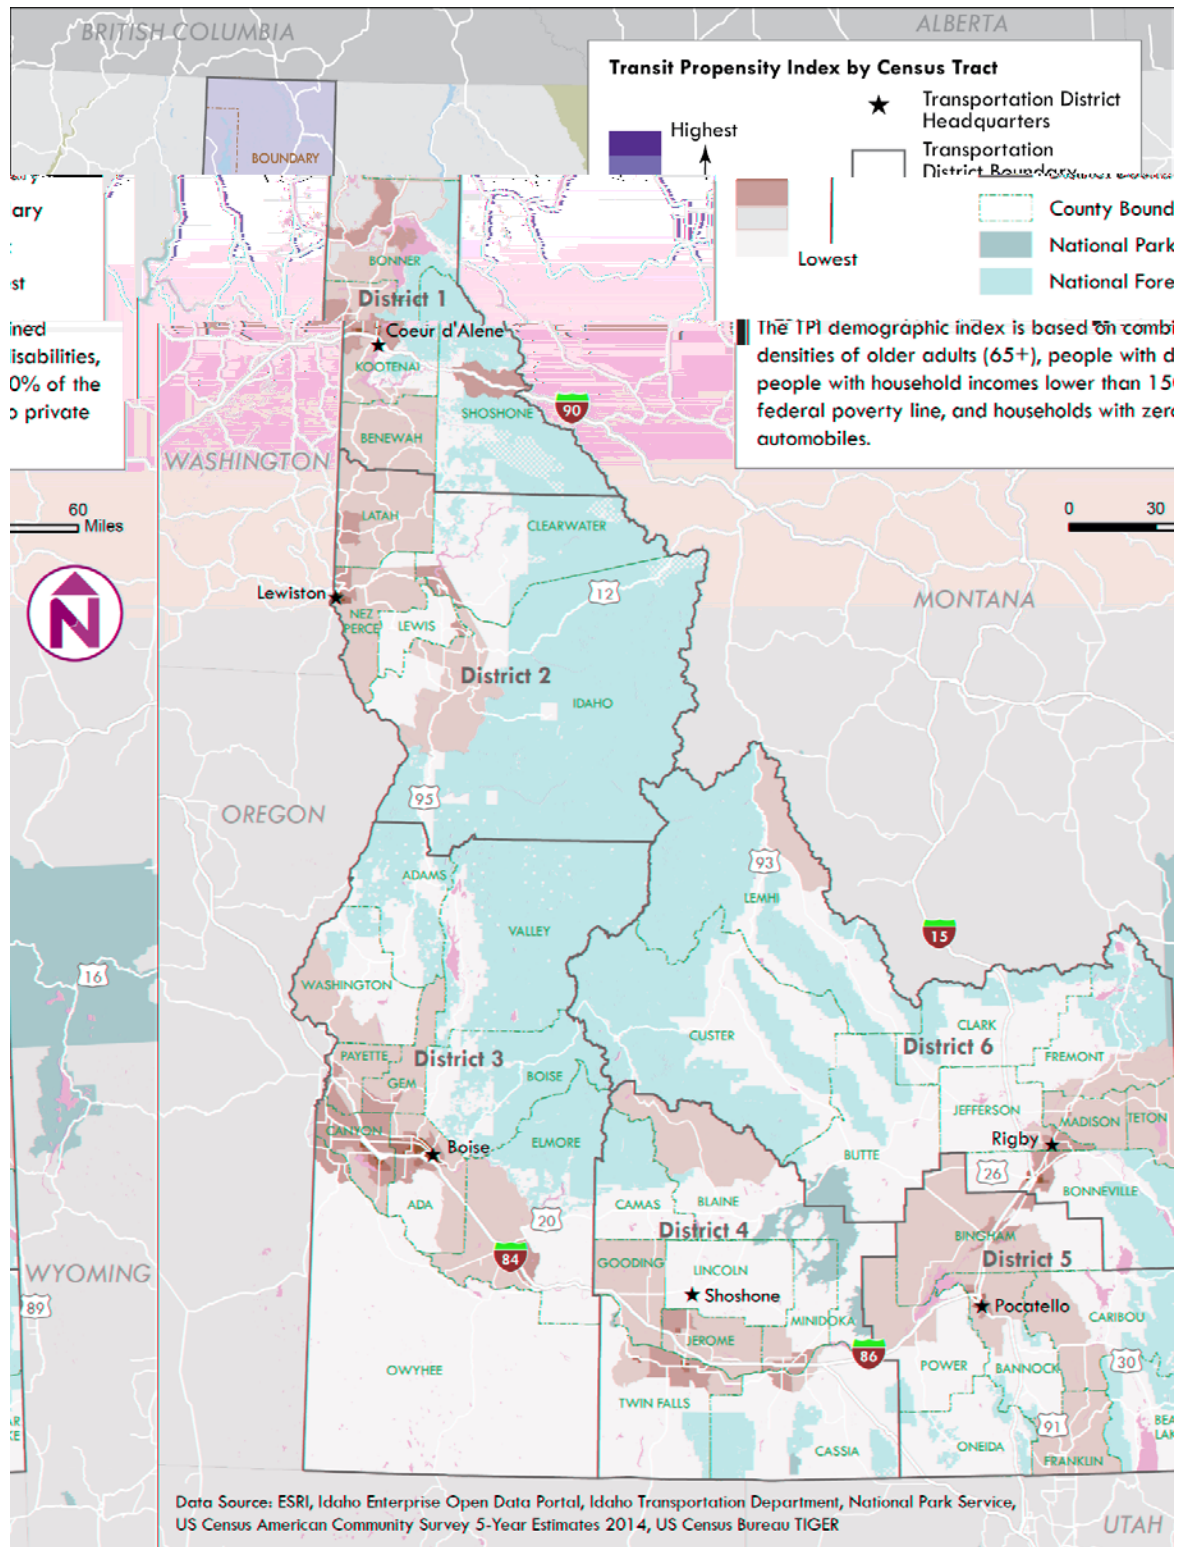 BRITISH COLUMBIA
ALBERTA
Transit Propensity Index by Census Tract
Highest
Transportation District
Headquarters
Transportation
District Boundary
BOUNDARY
ary
County Bound
National Park
Lowest
National Fore
st
BONNER
District 1
Coeur d'Alene
KOOTENAI
ined
isabilities,
0% of the
o private
The TPI demographic index is based on combi
densities of older adults (65+), people with d
people with household incomes lower than 15
federal poverty line, and households with zer
automobiles.
90
SHOSHONE
BENEWAH
WASHINGTON
60
Miles
0 30
LATAH
CLEARWATER
Lewiston
12
MONTANA
N
NEZ
PERCE
LEWIS
District 2
IDAHO
95
OREGON
93
ADAMS
LEMHI
VALLEY
15
16
WASHINGTON
CUSTER
CLARK
District 6
FREMONT
PAYETTE
District 3
GEM
BOISE
JEFFERSON
MADISON
TETON
CANYON
Boise
ELMORE
Rigby
BUTTE
26
BONNEVILLE
ADA
20
CAMAS
BLAINE
District 4
BINGHAM
District 5
84
GOODING
LINCOLN
WYOMING
89
Shoshone
Pocatello
MINIDOKA
CARIBOU
JEROME
86
OWYHEE
POWER
BANNOCK
30
TWIN FALLS
91
AR
KE
BEA
LAK
CASSIA
ONEIDA
FRANKLIN
Data Source: ESRI, Idaho Enterprise Open Data Portal, Idaho Transportation Department, National Park Service,
US Census American Community Survey 5-Year Estimates 2014, US Census Bureau TIGER
UTAH